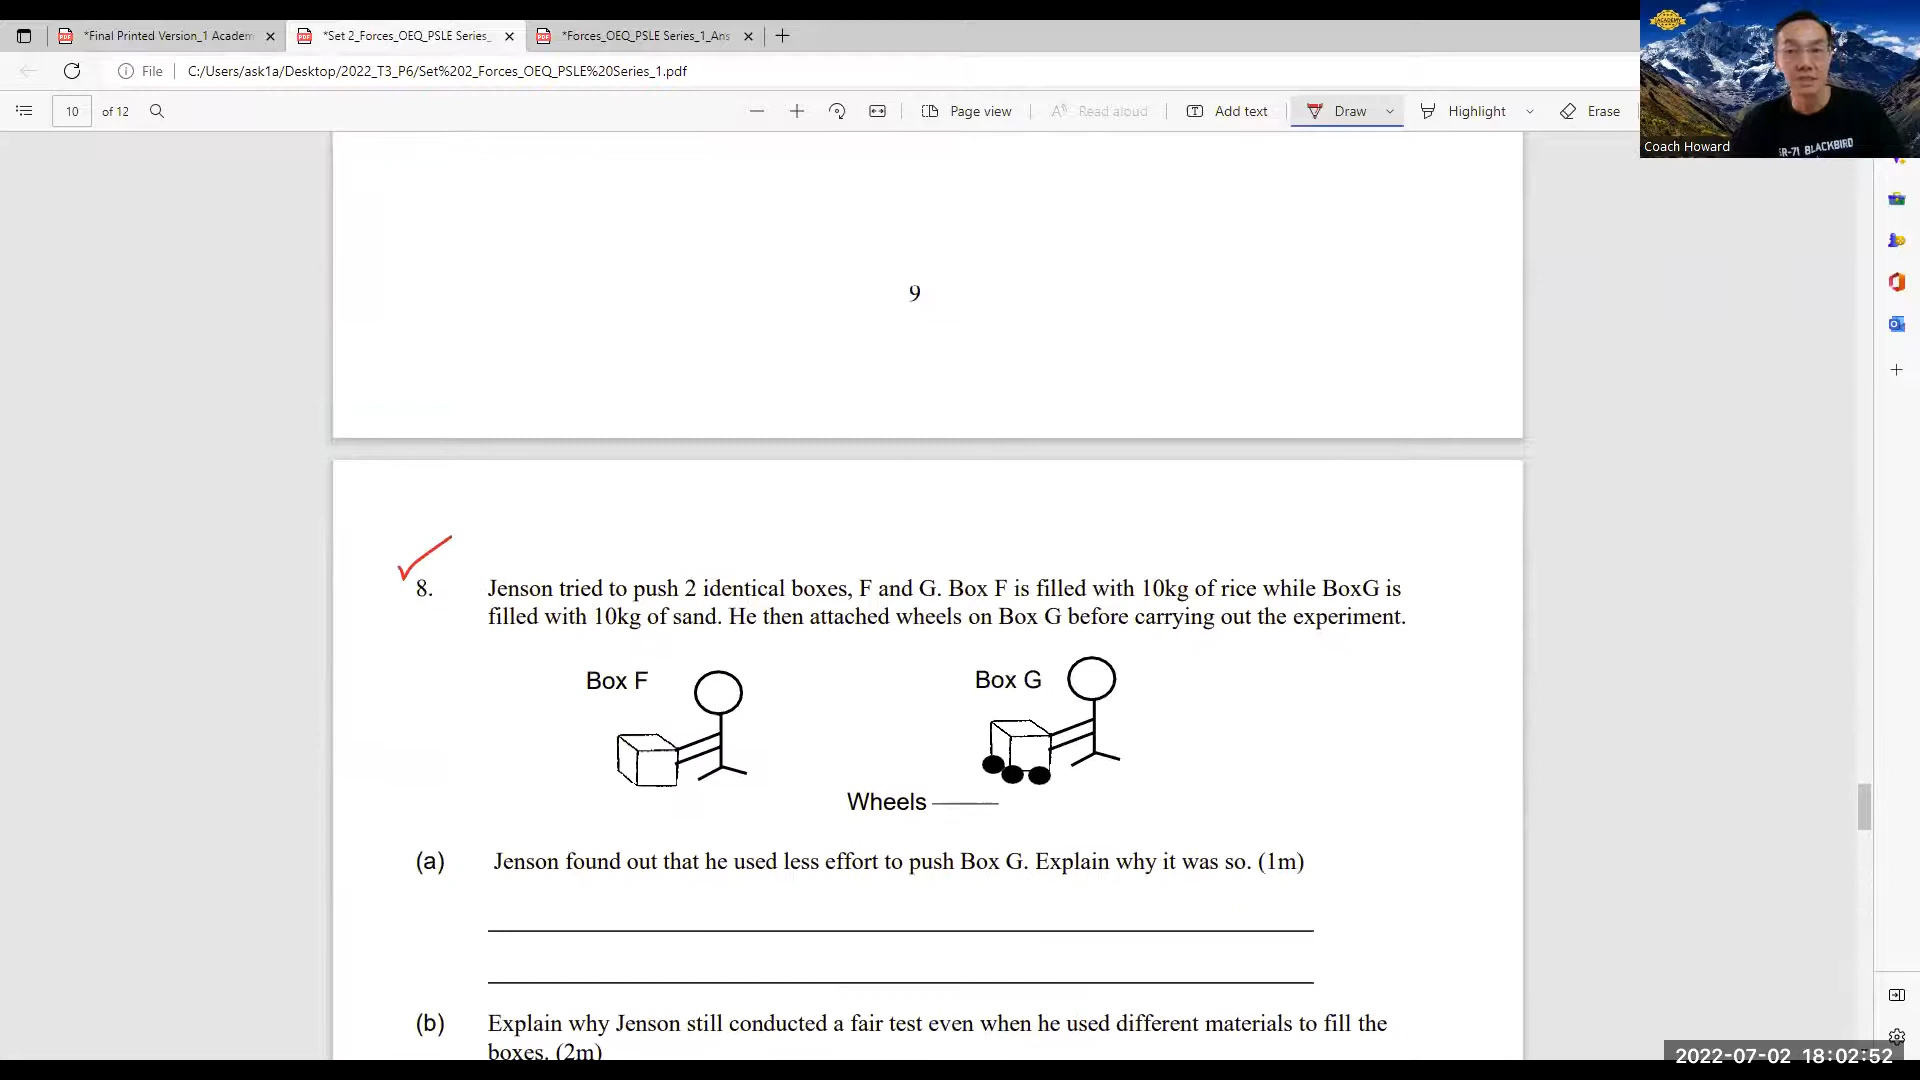 *Final Printed Version_1 Academ
*Set 2_Forces_OEQ_PSLE Series_
*Forces_OEQ_PSLE Series_1_Ans
File
C:/Users/ask1a/Desktop/2022_T3_P6/Set%202_Forces_OEQ_PSLE%20Series_1.pdf
10 of 12
Page view
Read aloud
Add text
Draw
Highlight
Erase
ACADEMY
SR-71 BLACKBIRD
Coach Howard
9
8. Jenson tried to push 2 identical boxes, F and G. Box F is filled with 10kg of rice while BoxG is
filled with 10kg of sand. He then attached wheels on Box G before carrying out the experiment.
Box F
Box G
Wheels
(a) Jenson found out that he used less effort to push Box G. Explain why it was so. (1m)
(b) Explain why Jenson still conducted a fair test even when he used different materials to fill the
boxes. (2m)
2022-07-02 18:02:52